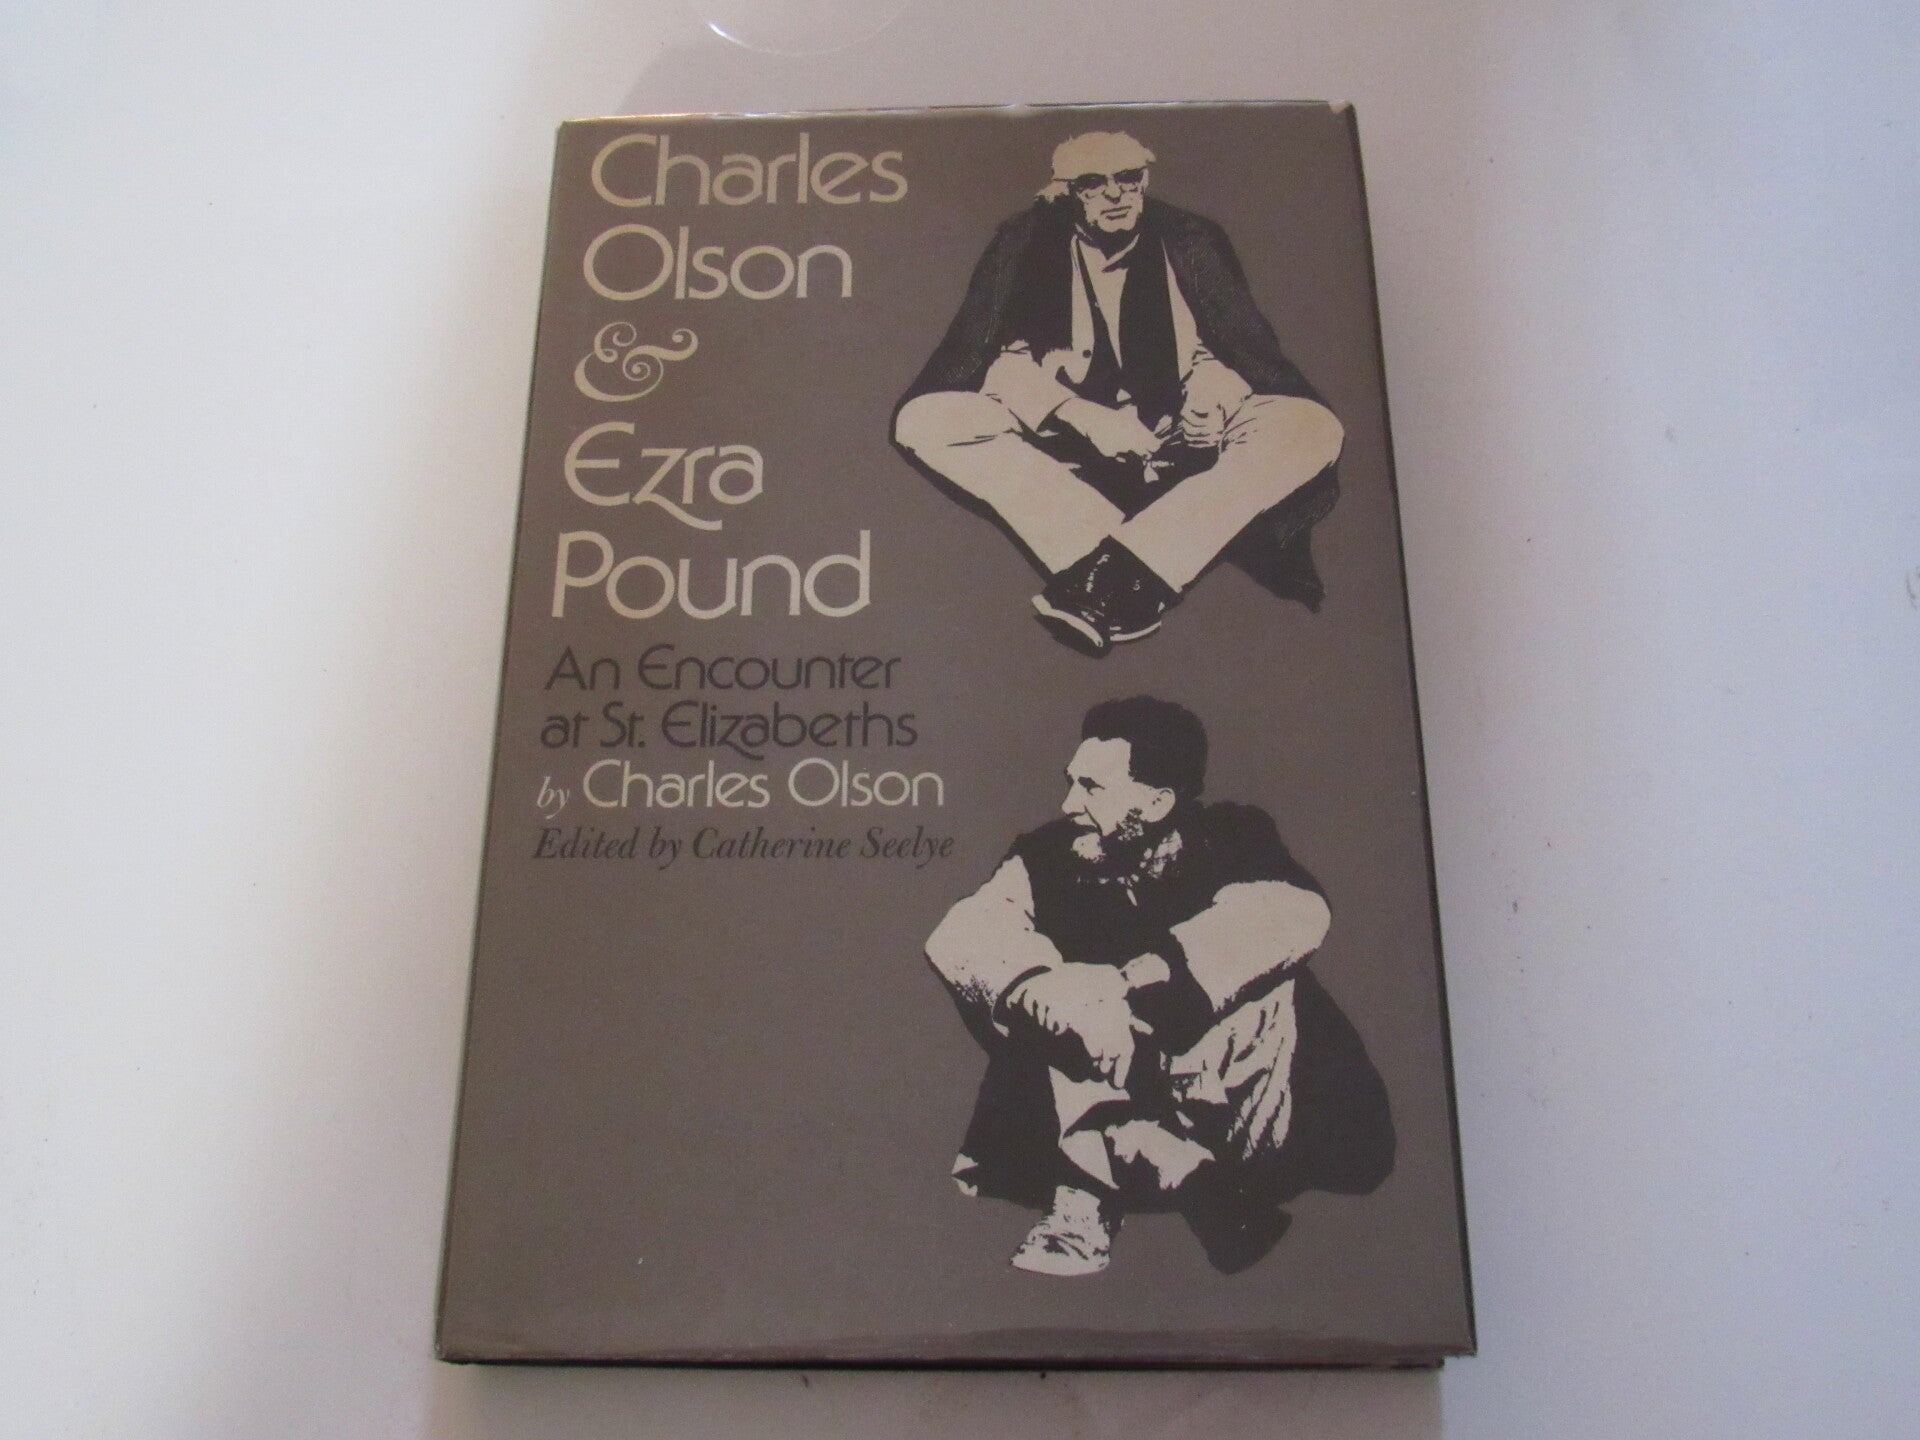 Charles
Olson
&
Ezra
Pound
An Encounter
at St. Elizabeths
by Charles Olson
Edited by Catherine Seelye